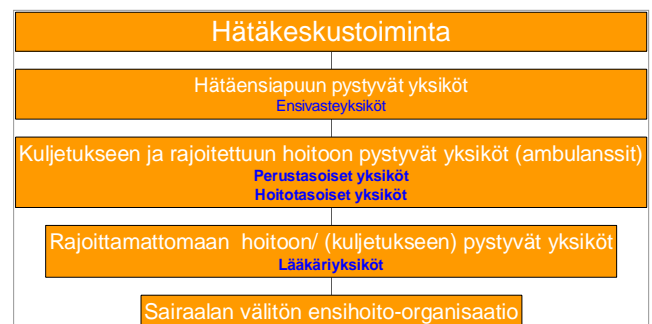 Hätäkeskustoiminta
Hätäensiapuun pystyvät yksiköt
Ensivasteyksiköt
Kuljetukseen ja rajoitettuun hoitoon pystyvät yksiköt (ambulanssit)
Perustasoiset yksiköt
Hoitotasoiset yksiköt
Rajoittamattomaan hoitoon/ (kuljetukseen) pystyvät yksiköt
Lääkäriyksiköt
Sairaalan välitön ensihoito-organisaatio